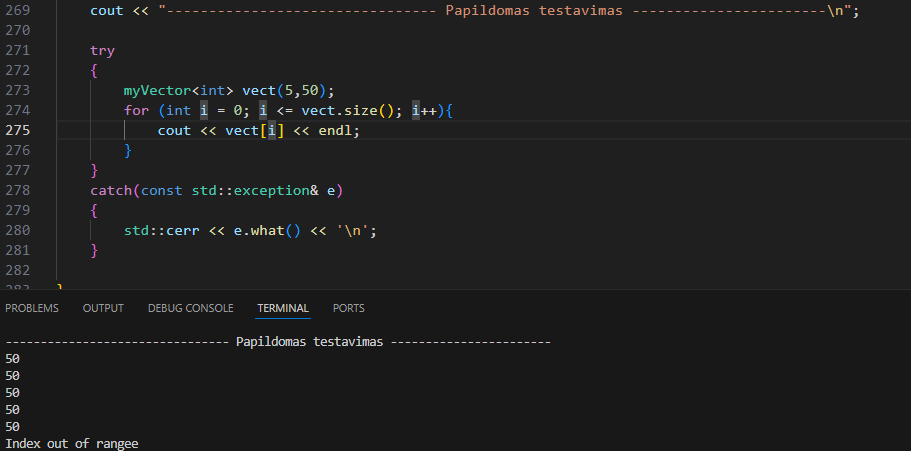 269 cout << "-------------------------------- Papildomas testavimas -----------------------\n";
270
271 try
272 {
273 myVector<int> vect(5,50);
274 for (int i = 0; i <= vect.size(); i++){
275 cout << vect[i] << endl;
276 }
277 }
278 catch(const std::exception& e)
279 {
280 std::cerr << e.what() << '\n';
281 }
282
283 }
PROBLEMS OUTPUT DEBUG CONSOLE TERMINAL PORTS
-------------------------------- Papildomas testavimas -----------------------
50
50
50
50
50
Index out of rangee